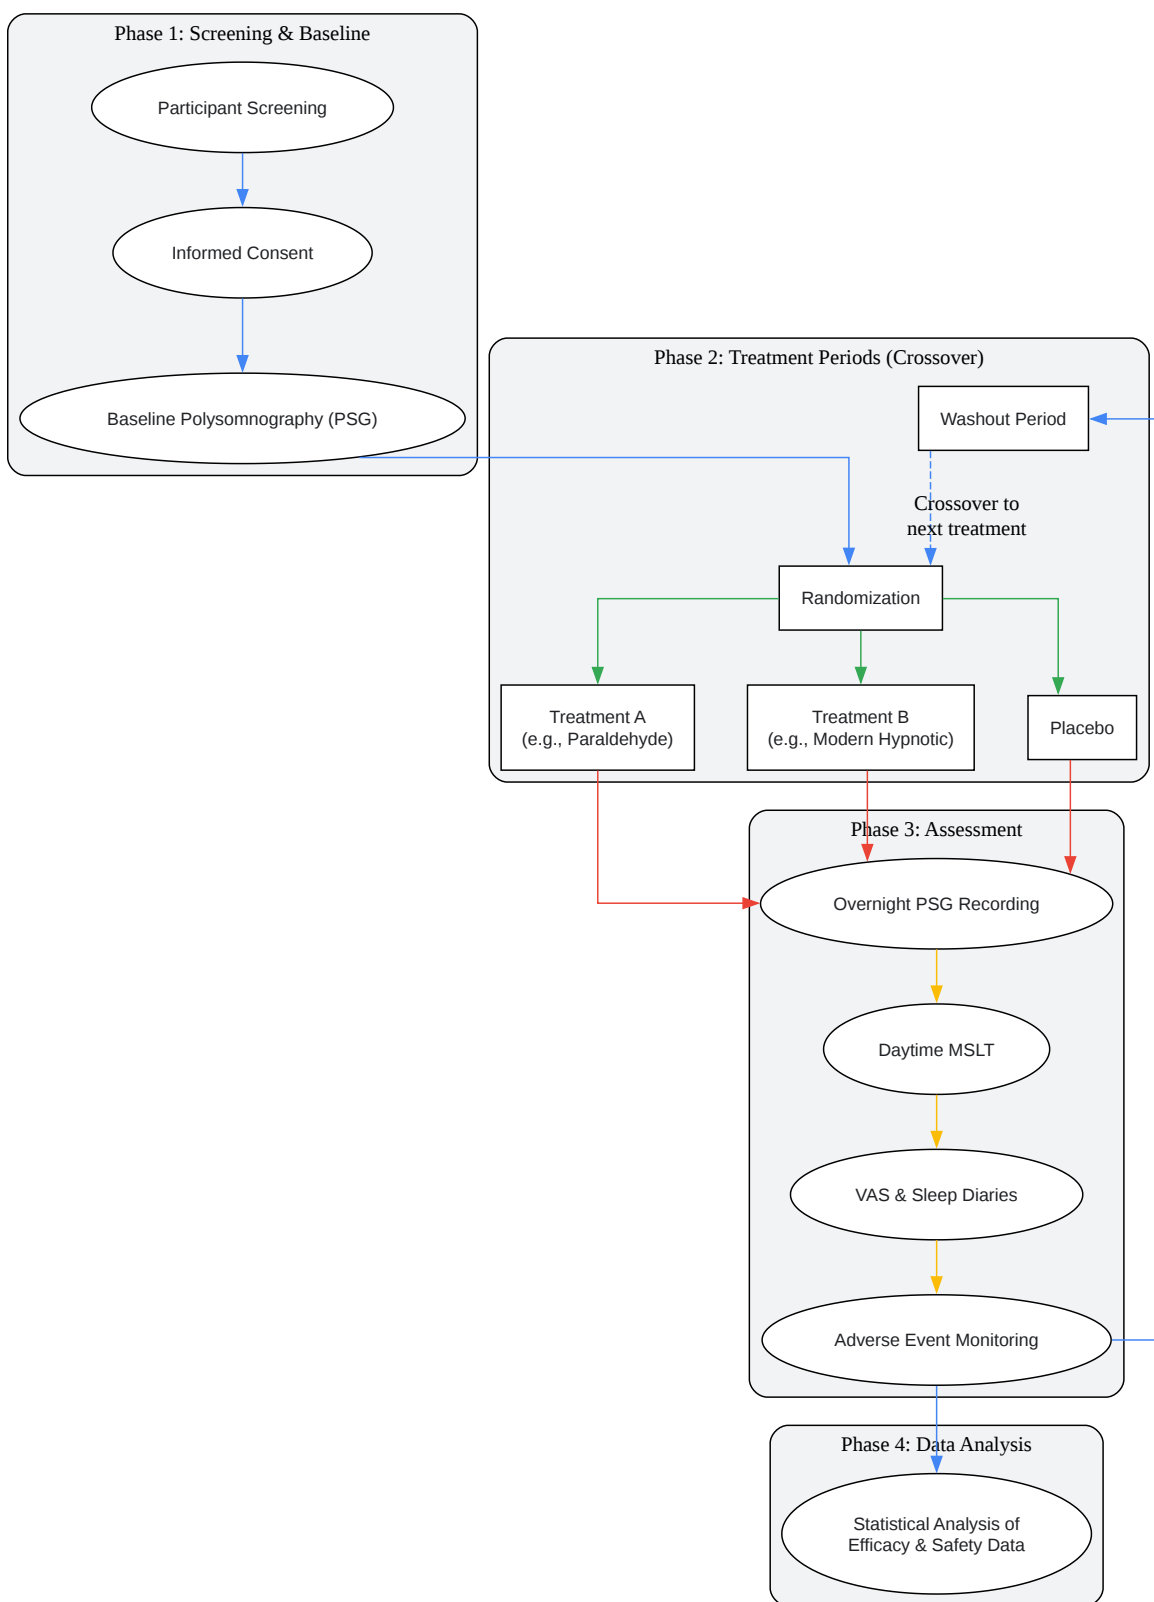 Phase 1: Screening & Baseline
Participant Screening
Informed Consent
Baseline Polysomnography (PSG)
Phase 2: Treatment Periods (Crossover)
Washout Period
Crossover to
next treatment
Randomization
Treatment A
(e.g., Paraldehyde)
Treatment B
(e.g., Modern Hypnotic)
Placebo
Phase 3: Assessment
Overnight PSG Recording
Daytime MSLT
VAS & Sleep Diaries
Adverse Event Monitoring
Phase 4: Data Analysis
Statistical Analysis of
Efficacy & Safety Data